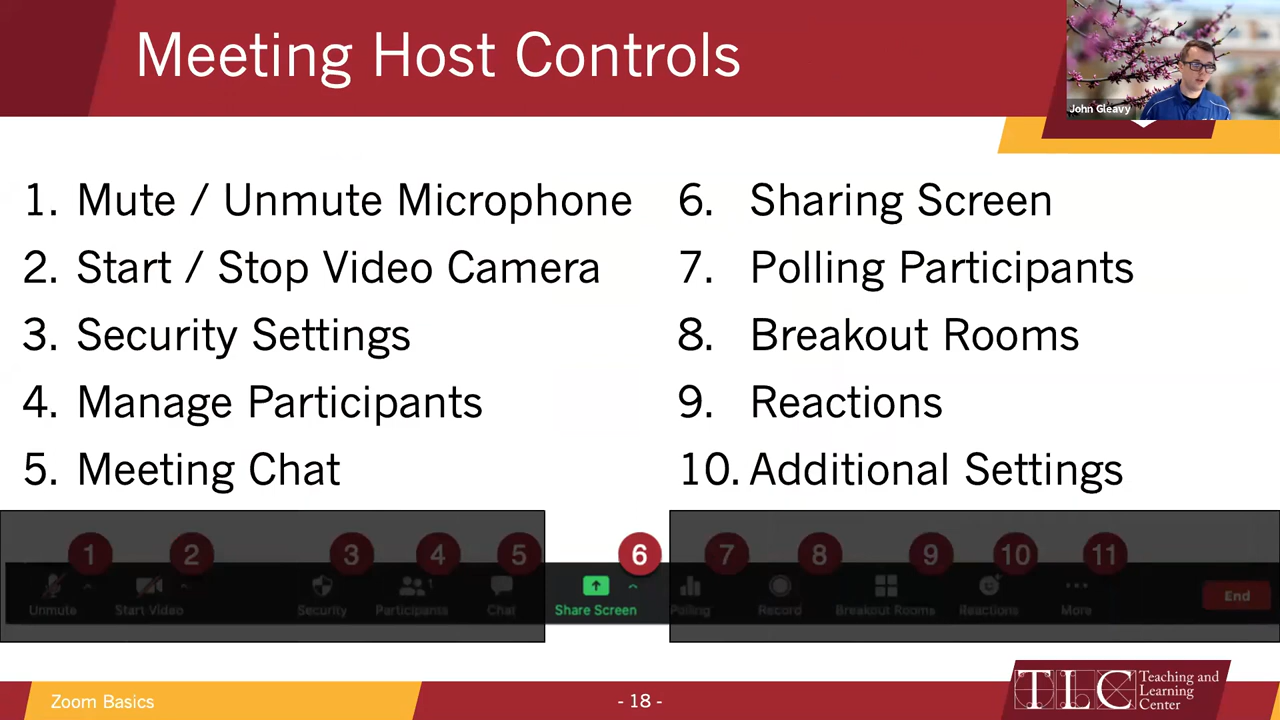 Meeting Host Controls
John Gleavy
1. Mute / Unmute Microphone
2. Start / Stop Video Camera
3. Security Settings
4. Manage Participants
5. Meeting Chat
6. Sharing Screen
7. Polling Participants
8. Breakout Rooms
9. Reactions
10. Additional Settings
1 2 3 4 5 6 7 8 9 10 11
1
Unmute Start Video Security Participants Chat Share Screen Polling Record Breakout Rooms Reactions More End
Zoom Basics
- 18 -
TLC
Teaching and
Learning
Center